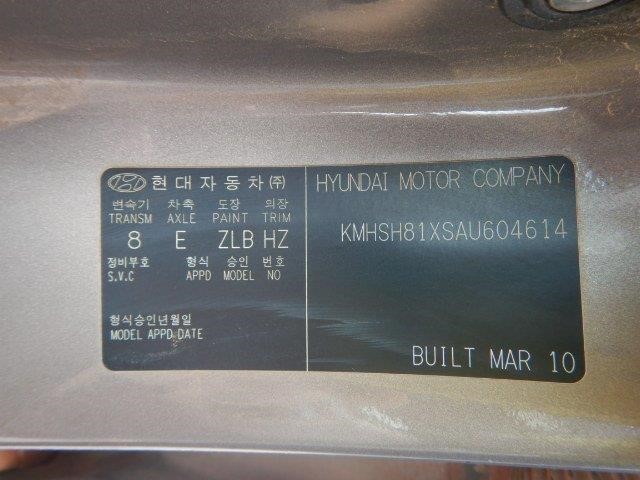 현대자동차(주)
변속기 차축 도장 의장
TRANSM AXLE PAINT TRIM
8 E ZLB HZ
정비부호 형식 승인 번호
S.V.C APPD MODEL NO
형식승인년월일
MODEL APPD DATE
HYUNDAI MOTOR COMPANY
KMHSH81XSAU604614
BUILT MAR 10